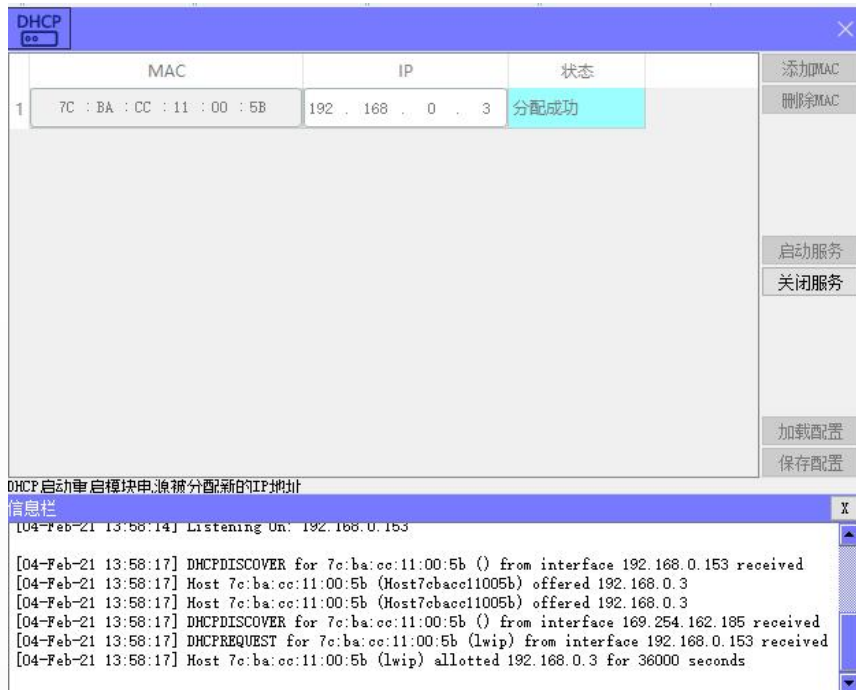 DHCP
MAC IP 状态
1 7C : BA : CC : 11 : 00 : 5B 192 . 168 . 0 . 3 分配成功
添加MAC
删除MAC
启动服务
关闭服务
加载配置
保存配置
DHCP启动重启模块电源被分配新的IP地址
信息栏 X
[04-Feb-21 13:58:14] Listening On: 192.168.0.153
[04-Feb-21 13:58:17] DHCPDISCOVER for 7c:ba:cc:11:00:5b () from interface 192.168.0.153 received
[04-Feb-21 13:58:17] Host 7c:ba:cc:11:00:5b (Host7cbacc11005b) offered 192.168.0.3
[04-Feb-21 13:58:17] Host 7c:ba:cc:11:00:5b (Host7cbacc11005b) offered 192.168.0.3
[04-Feb-21 13:58:17] DHCPDISCOVER for 7c:ba:cc:11:00:5b () from interface 169.254.162.185 received
[04-Feb-21 13:58:17] DHCPREQUEST for 7c:ba:cc:11:00:5b (lwip) from interface 192.168.0.153 received
[04-Feb-21 13:58:17] Host 7c:ba:cc:11:00:5b (lwip) allotted 192.168.0.3 for 36000 seconds